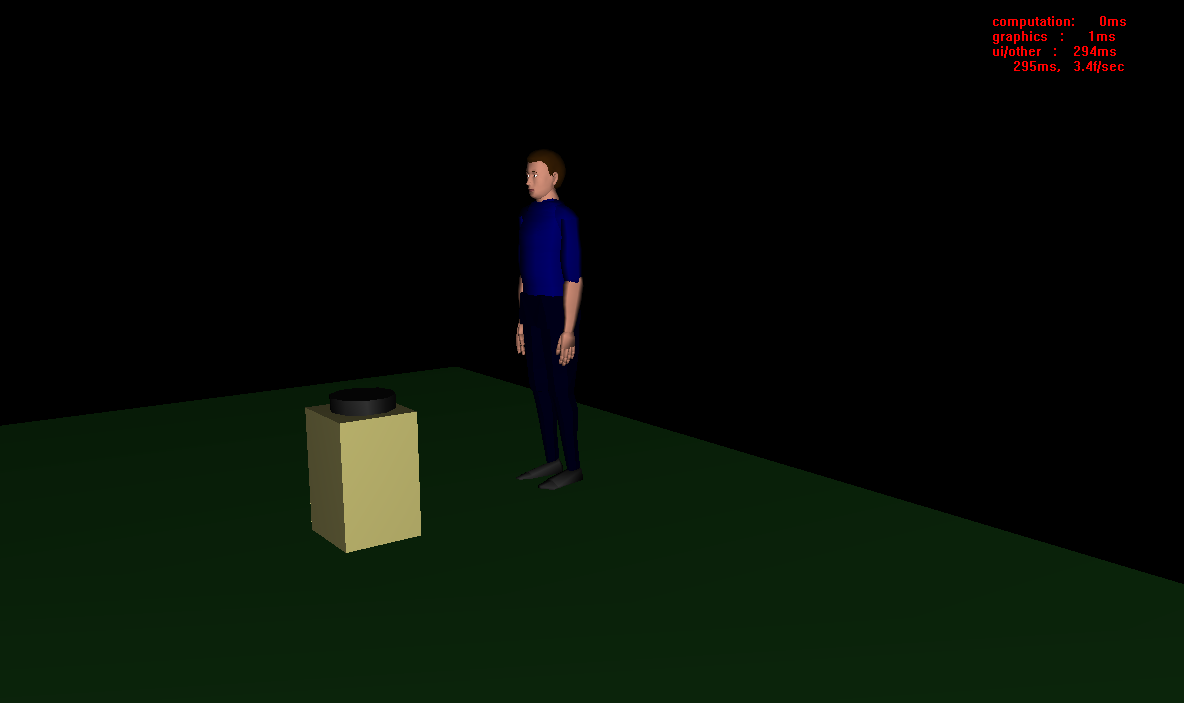 computation: 0ms
graphics : 1ms
ui/other : 294ms
295ms, 3.4f/sec